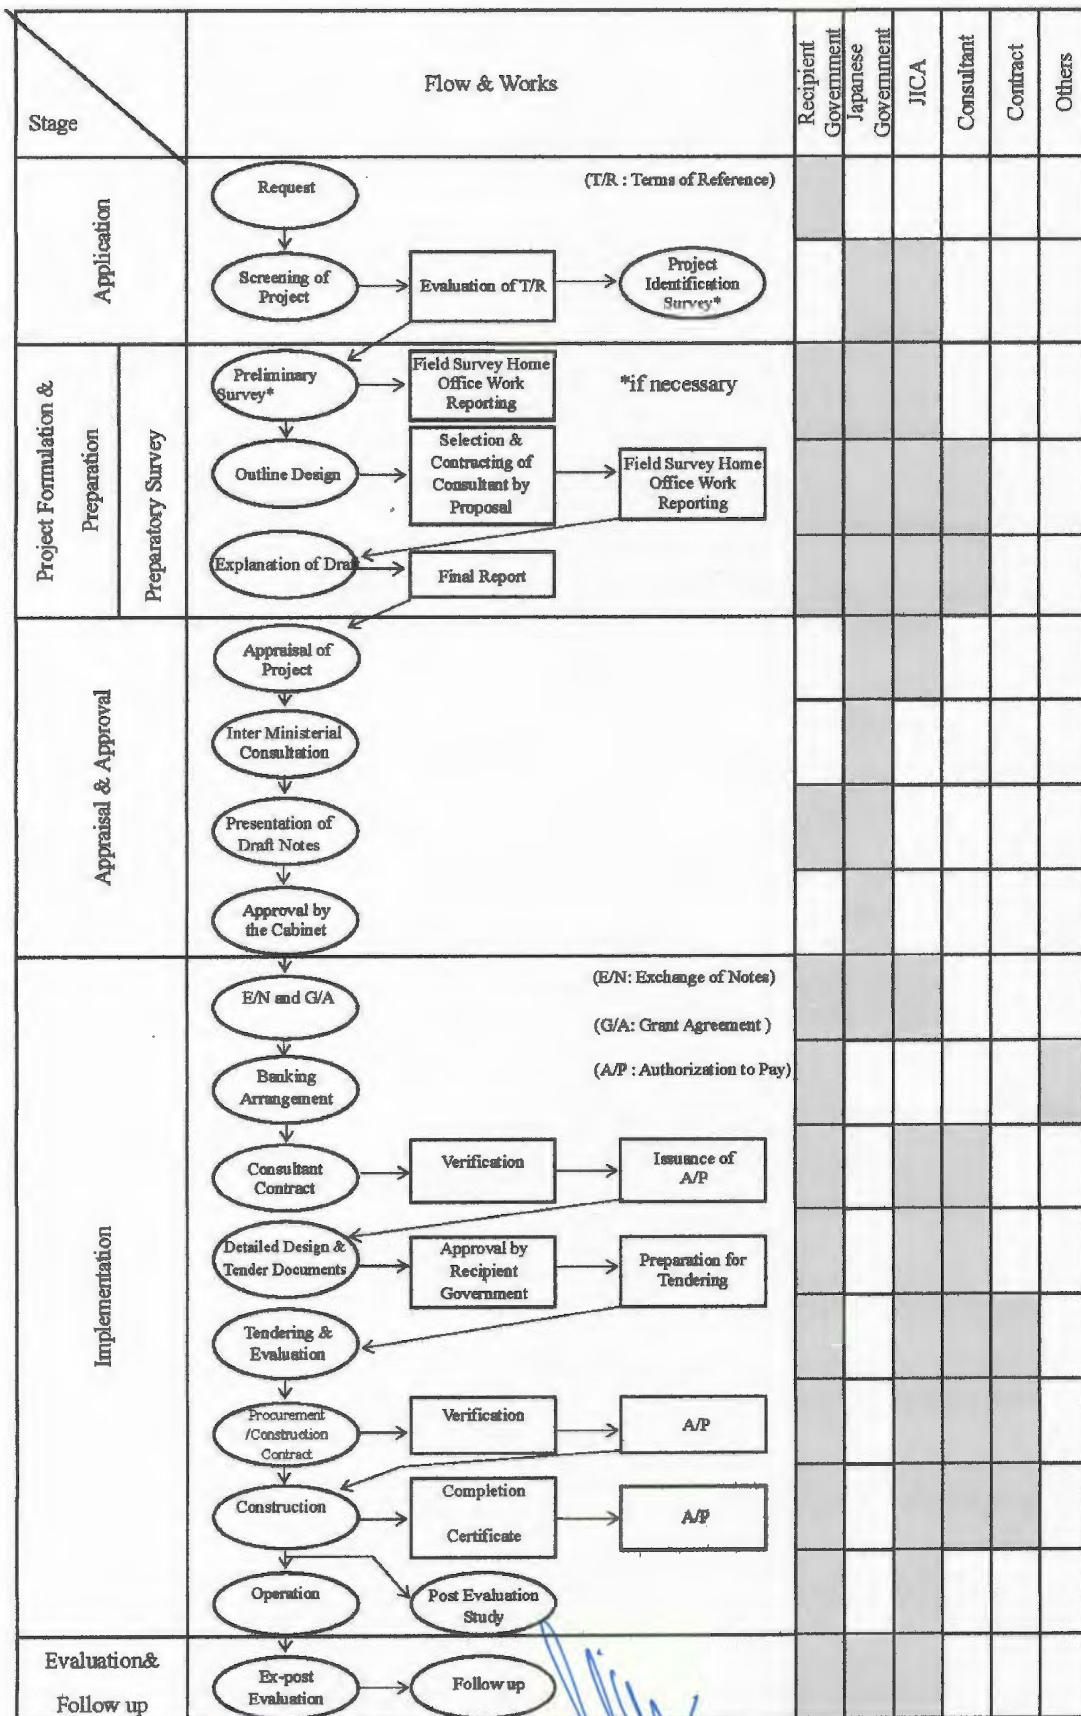 Stage
Flow & Works
Recipient
Government
Japanese
Government
JICA
Consultant
Contract
Others
Application
Request
(T/R : Terms of Reference)
Screening of
Project
Evaluation of T/R
Project
Identification
Survey*
Project Formulation &
Preparation
Preparatory Survey
Preliminary
Survey*
Field Survey Home
Office Work
Reporting
*if necessary
Outline Design
Selection &
Contracting of
Consultant by
Proposal
Field Survey Home
Office Work
Reporting
Explanation of Draft
Final Report
Appraisal & Approval
Appraisal of
Project
Inter Ministerial
Consultation
Presentation of
Draft Notes
Approval by
the Cabinet
Implementation
E/N and G/A
(E/N: Exchange of Notes)
(G/A: Grant Agreement )
(A/P : Authorization to Pay)
Banking
Arrangement
Consultant
Contract
Verification
Issuance of
A/P
Detailed Design &
Tender Documents
Approval by
Recipient
Government
Preparation for
Tendering
Tendering &
Evaluation
Procurement
/Construction
Contract
Verification
A/P
Construction
Completion
Certificate
A/P
Operation
Post Evaluation
Study
Evaluation&
Follow up
Ex-post
Evaluation
Follow up